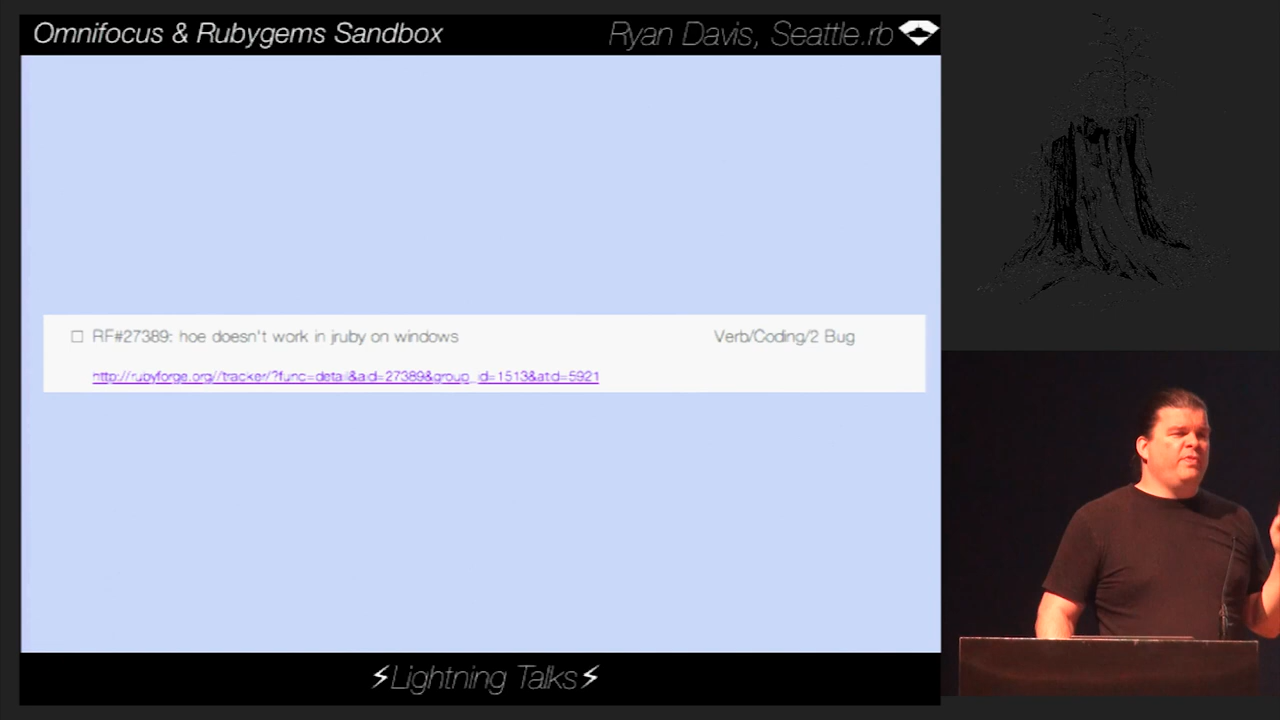 Omnifocus & Rubygems Sandbox
Ryan Davis, Seattle.rb
RF#27389: hoe doesn't work in jruby on windows
Verb/Coding/2 Bug
http://rubyforge.org//tracker/?func=detail&aid=27389&group_id=1513&atid=5921
⚡Lightning Talks⚡